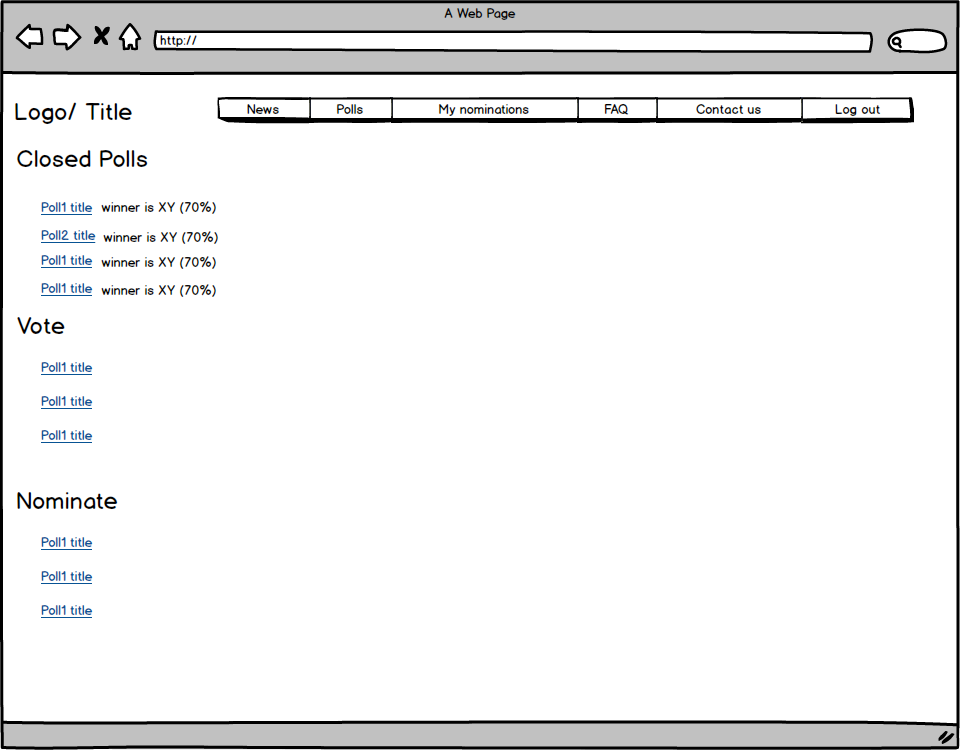 A Web Page
http://
Logo/ Title
News Polls My nominations FAQ Contact us Log out
Closed Polls
Poll1 title winner is XY (70%)
Poll2 title winner is XY (70%)
Poll1 title winner is XY (70%)
Poll1 title winner is XY (70%)
Vote
Poll1 title
Poll1 title
Poll1 title
Nominate
Poll1 title
Poll1 title
Poll1 title